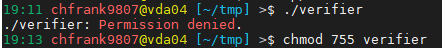 19:11 chfrank9807@vda04 [~/tmp] >$ ./verifier
./verifier: Permission denied.
19:13 chfrank9807@vda04 [~/tmp] >$ chmod 755 verifier